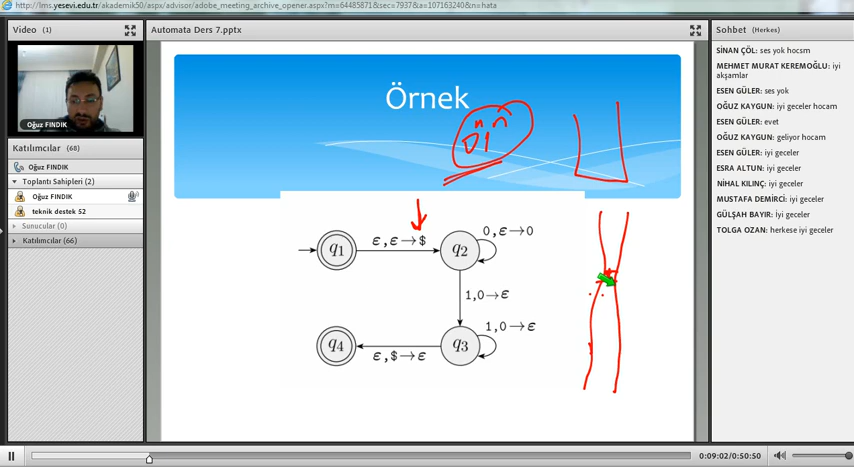 http://lms.yesevi.edu.tr/akademik50/aspx/advisor/adobe_meeting_archive_opener.aspx?m=64485871&sec=7937&a=107163240&n=hata
Video (1)
Oğuz FINDIK
Katılımcılar (68)
Oğuz FINDIK
Toplantı Sahipleri (2)
Oğuz FINDIK
teknik destek 52
Sunucular (0)
Katılımcılar (66)
Automata Ders 7.pptx
Örnek
0ⁿ1ⁿ
q1
ε,ε→$
q2
0,ε→0
1,0→ε
q4
ε,$→ε
q3
1,0→ε
Sohbet (Herkes)
SİNAN ÇÖL: ses yok hocsm
MEHMET MURAT KEREMOĞLU: iyi
akşamlar
ESEN GÜLER: ses yok
OĞUZ KAYGUN: iyi geceler hocam
ESEN GÜLER: evet
OĞUZ KAYGUN: geliyor hocam
ESEN GÜLER: iyi geceler
ESRA ALTUN: iyi geceler
NİHAL KILINÇ: iyi geceler
MUSTAFA DEMİRCİ: iyi geceler
GÜLŞAH BAYIR: İyi geceler
TOLGA OZAN: herkese iyi geceler
0:09:02/0:50:50